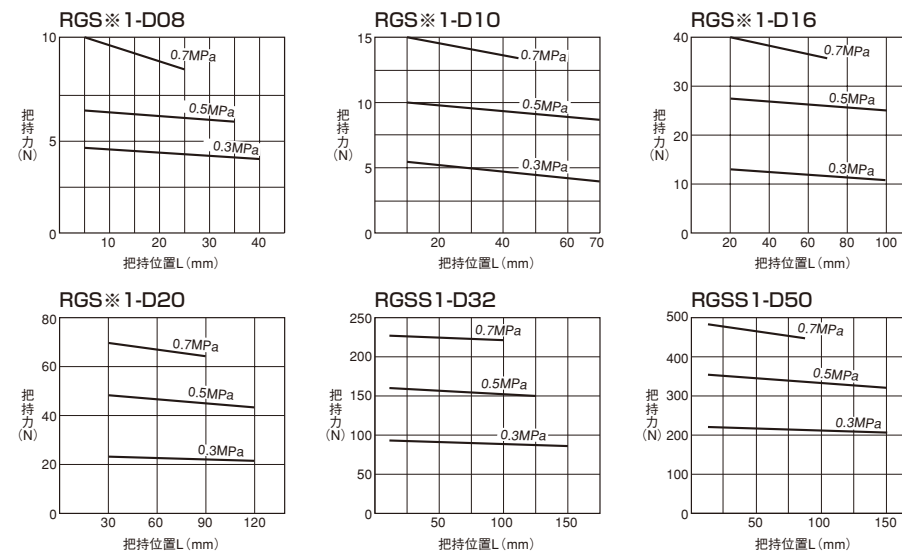 RGS※1-D08
10
5
0
把持力
(N)
0.7MPa
0.5MPa
0.3MPa
10 20 30 40
把持位置L(mm)
RGS※1-D10
15
10
5
0
把持力
(N)
0.7MPa
0.5MPa
0.3MPa
20 40 60 70
把持位置L(mm)
RGS※1-D16
40
30
20
10
0
把持力
(N)
0.7MPa
0.5MPa
0.3MPa
20 40 60 80 100
把持位置L(mm)
RGS※1-D20
80
60
40
20
0
把持力
(N)
0.7MPa
0.5MPa
0.3MPa
30 60 90 120
把持位置L(mm)
RGSS1-D32
250
200
150
100
50
0
把持力
(N)
0.7MPa
0.5MPa
0.3MPa
50 100 150
把持位置L(mm)
RGSS1-D50
500
400
300
200
100
0
把持力
(N)
0.7MPa
0.5MPa
0.3MPa
50 100 150
把持位置L(mm)